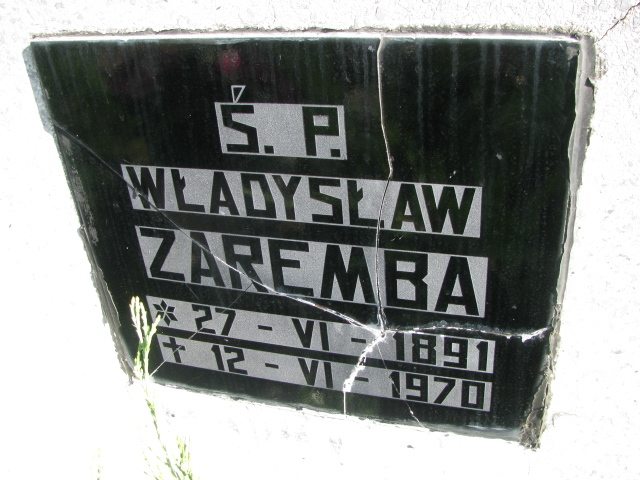 Ś. P.
WŁADYSŁAW
ZAREMBA
* 27 - VI - 1891
✝ 12 - VI - 1970